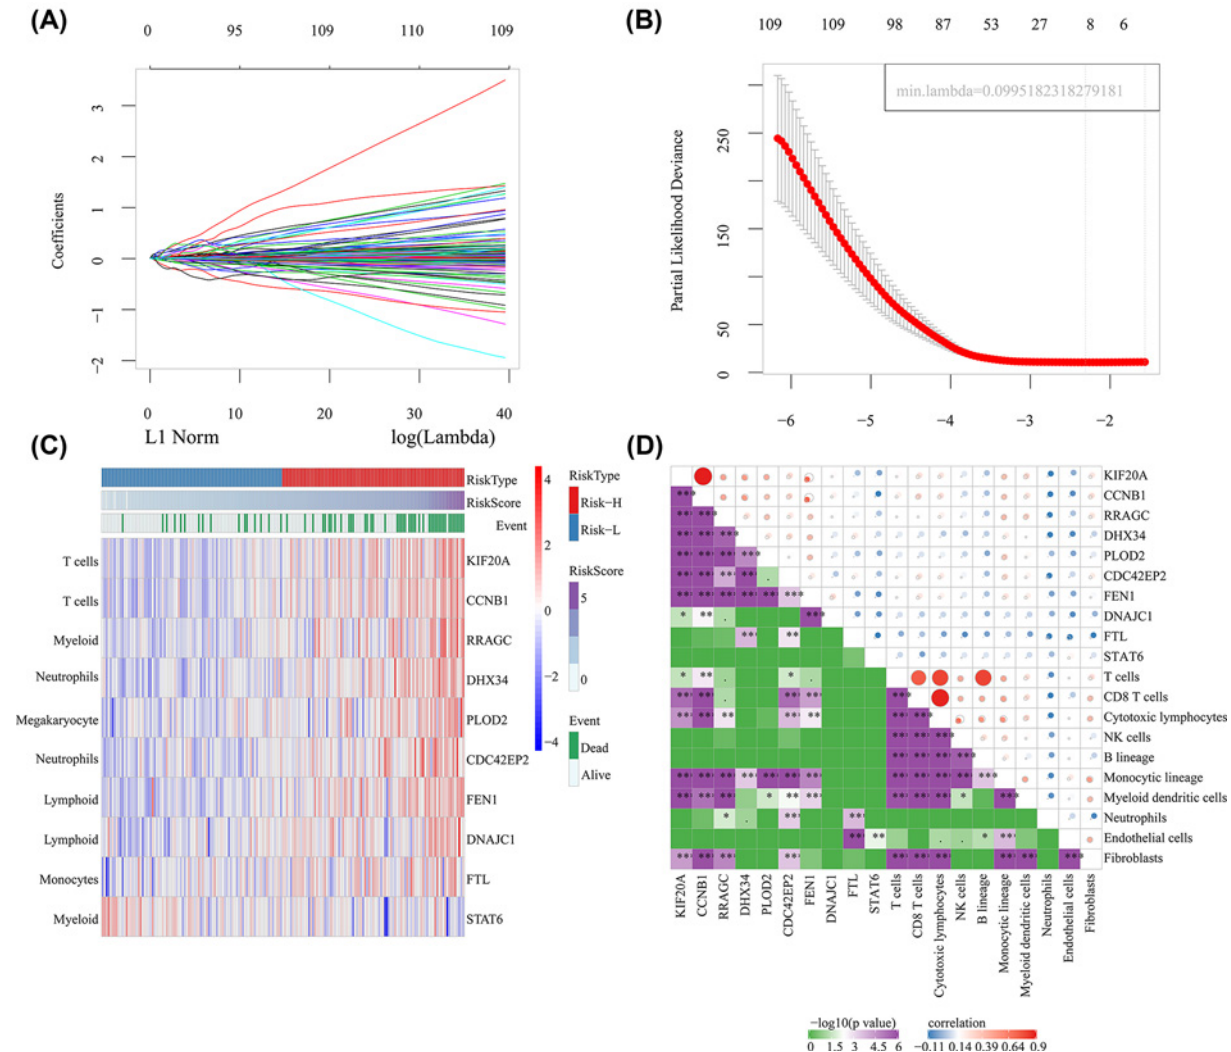 (A)
0 95 109 110 109
3
2
1
0
−1
−2
Coefficients
0 10 20 30 40
L1 Norm log(Lambda)
(B)
109 109 98 87 53 27 8 6
min.lambda=0.0995182318279181
250
150
50
0
Partial Likelihood Deviance
−6 −5 −4 −3 −2
(C)
RiskType
RiskScore
Event
T cells KIF20A
T cells CCNB1
Myeloid RRAGC
Neutrophils DHX34
Megakaryocyte PLOD2
Neutrophils CDC42EP2
Lymphoid FEN1
Lymphoid DNAJC1
Monocytes FTL
Myeloid STAT6
4
2
0
−2
−4
RiskType
Risk−H
Risk−L
RiskScore
5
0
Event
Dead
Alive
(D)
KIF20A
CCNB1
RRAGC
DHX34
PLOD2
CDC42EP2
FEN1
DNAJC1
FTL
STAT6
T cells
CD8 T cells
Cytotoxic lymphocytes
NK cells
B lineage
Monocytic lineage
Myeloid dendritic cells
Neutrophils
Endothelial cells
Fibroblasts
KIF20A
CCNB1
RRAGC
DHX34
PLOD2
CDC42EP2
FEN1
DNAJC1
FTL
STAT6
T cells
CD8 T cells
Cytotoxic lymphocytes
NK cells
B lineage
Monocytic lineage
Myeloid dendritic cells
Neutrophils
Endothelial cells
Fibroblasts
−log10(p value) correlation
0 1.5 3 4.5 6 −0.11 0.14 0.39 0.64 0.9